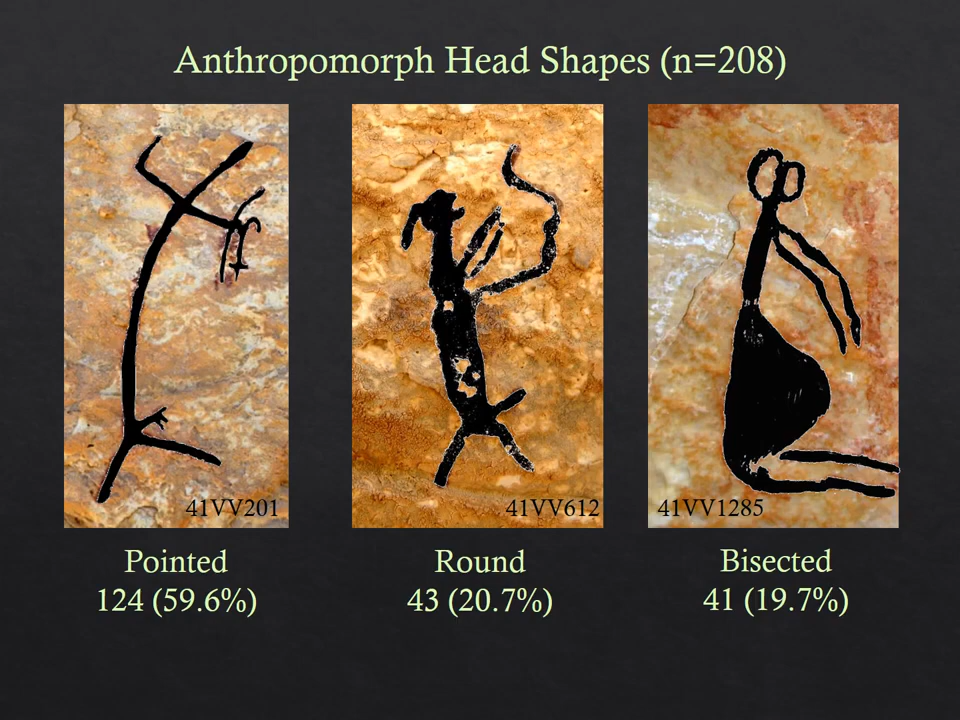 Anthropomorph Head Shapes (n=208)
41VV201
41VV612
41VV1285
Pointed
124 (59.6%)
Round
43 (20.7%)
Bisected
41 (19.7%)